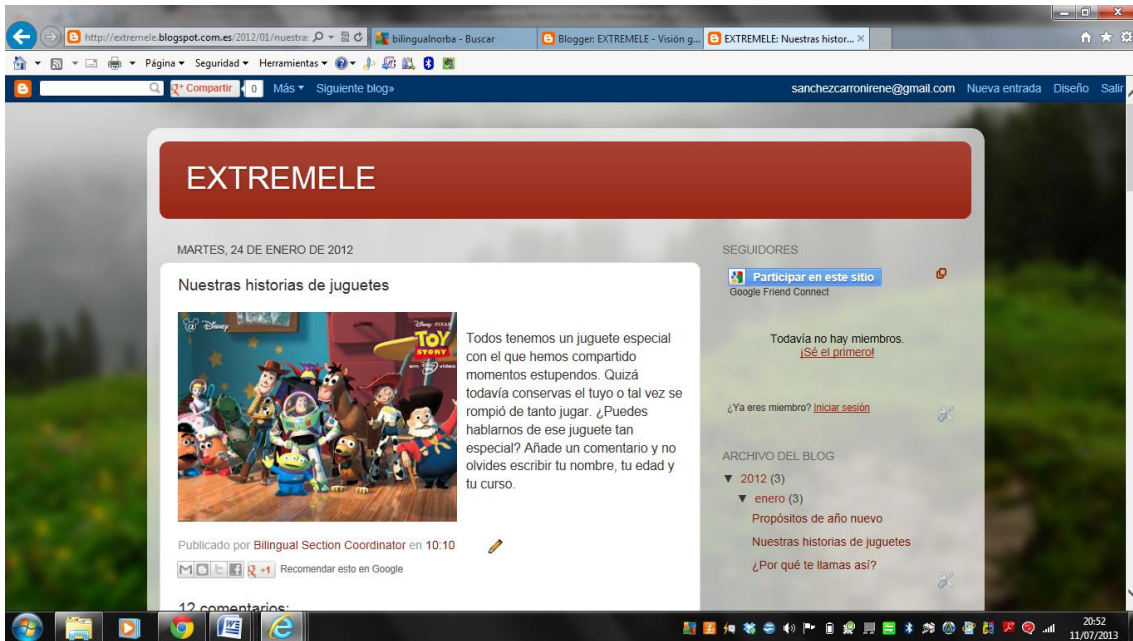 http://extremele.blogspot.com.es/2012/01/nuestra:
bilingualnorba - Buscar
Blogger: EXTREMELE - Visión g...
EXTREMELE: Nuestras histor...
Página Seguridad Herramientas
Compartir 0 Más Siguiente blog»
sanchezcarronirene@gmail.com Nueva entrada Diseño Salir
EXTREMELE
MARTES, 24 DE ENERO DE 2012
Nuestras historias de juguetes
Disney
Disney PIXAR
TOY
STORY
em video
Todos tenemos un juguete especial
con el que hemos compartido
momentos estupendos. Quizá
todavía conservas el tuyo o tal vez se
rompió de tanto jugar. ¿Puedes
hablarnos de ese juguete tan
especial? Añade un comentario y no
olvides escribir tu nombre, tu edad y
tu curso.
Publicado por Bilingual Section Coordinator en 10:10
+1 Recomendar esto en Google
12 comentarios:
SEGUIDORES
Participar en este sitio
Google Friend Connect
Todavía no hay miembros.
¡Sé el primero!
¿Ya eres miembro? Iniciar sesión
ARCHIVO DEL BLOG
▼ 2012 (3)
▼ enero (3)
Propósitos de año nuevo
Nuestras historias de juguetes
¿Por qué te llamas así?
20:52
11/07/2013